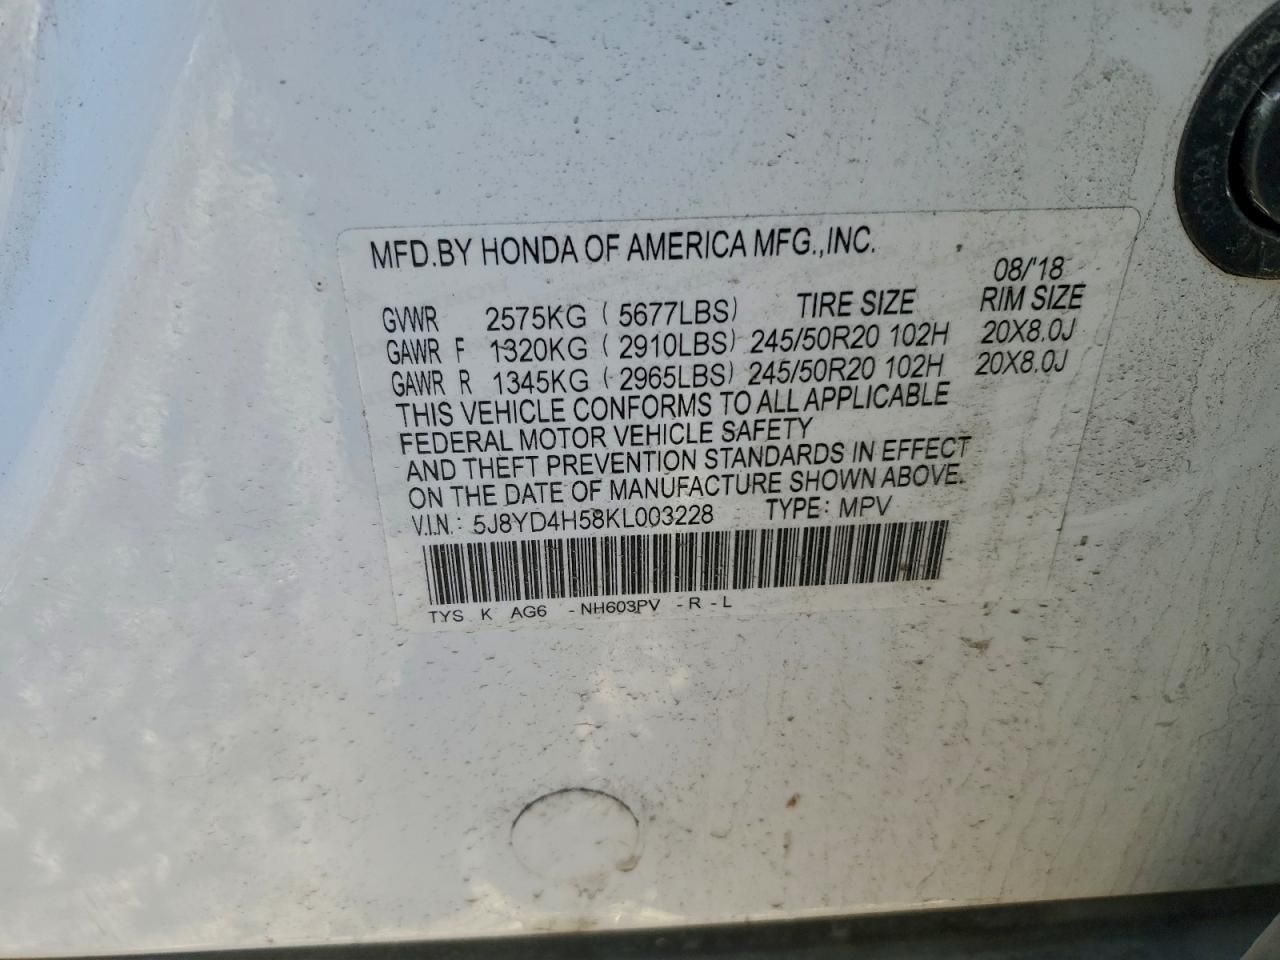 MFD.BY HONDA OF AMERICA MFG.,INC.
08/'18
GVWR 2575KG ( 5677LBS) TIRE SIZE RIM SIZE
GAWR F 1320KG ( 2910LBS) 245/50R20 102H 20X8.0J
GAWR R 1345KG ( 2965LBS) 245/50R20 102H 20X8.0J
THIS VEHICLE CONFORMS TO ALL APPLICABLE
FEDERAL MOTOR VEHICLE SAFETY
AND THEFT PREVENTION STANDARDS IN EFFECT
ON THE DATE OF MANUFACTURE SHOWN ABOVE.
V.I.N.: 5J8YD4H58KL003228 TYPE: MPV
TYS K AG6 -NH603PV -R -L